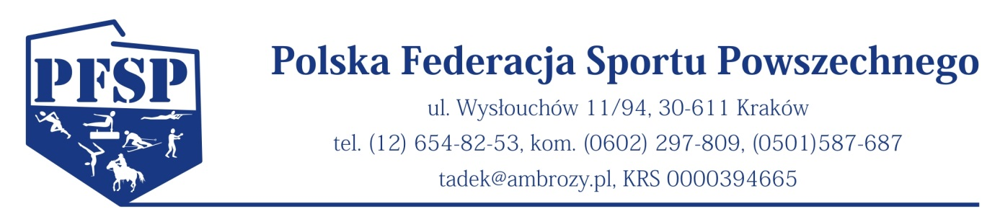 PFSP
Polska Federacja Sportu Powszechnego
ul. Wysłouchów 11/94, 30-611 Kraków
tel. (12) 654-82-53, kom. (0602) 297-809, (0501)587-687
tadek@ambrozy.pl, KRS 0000394665